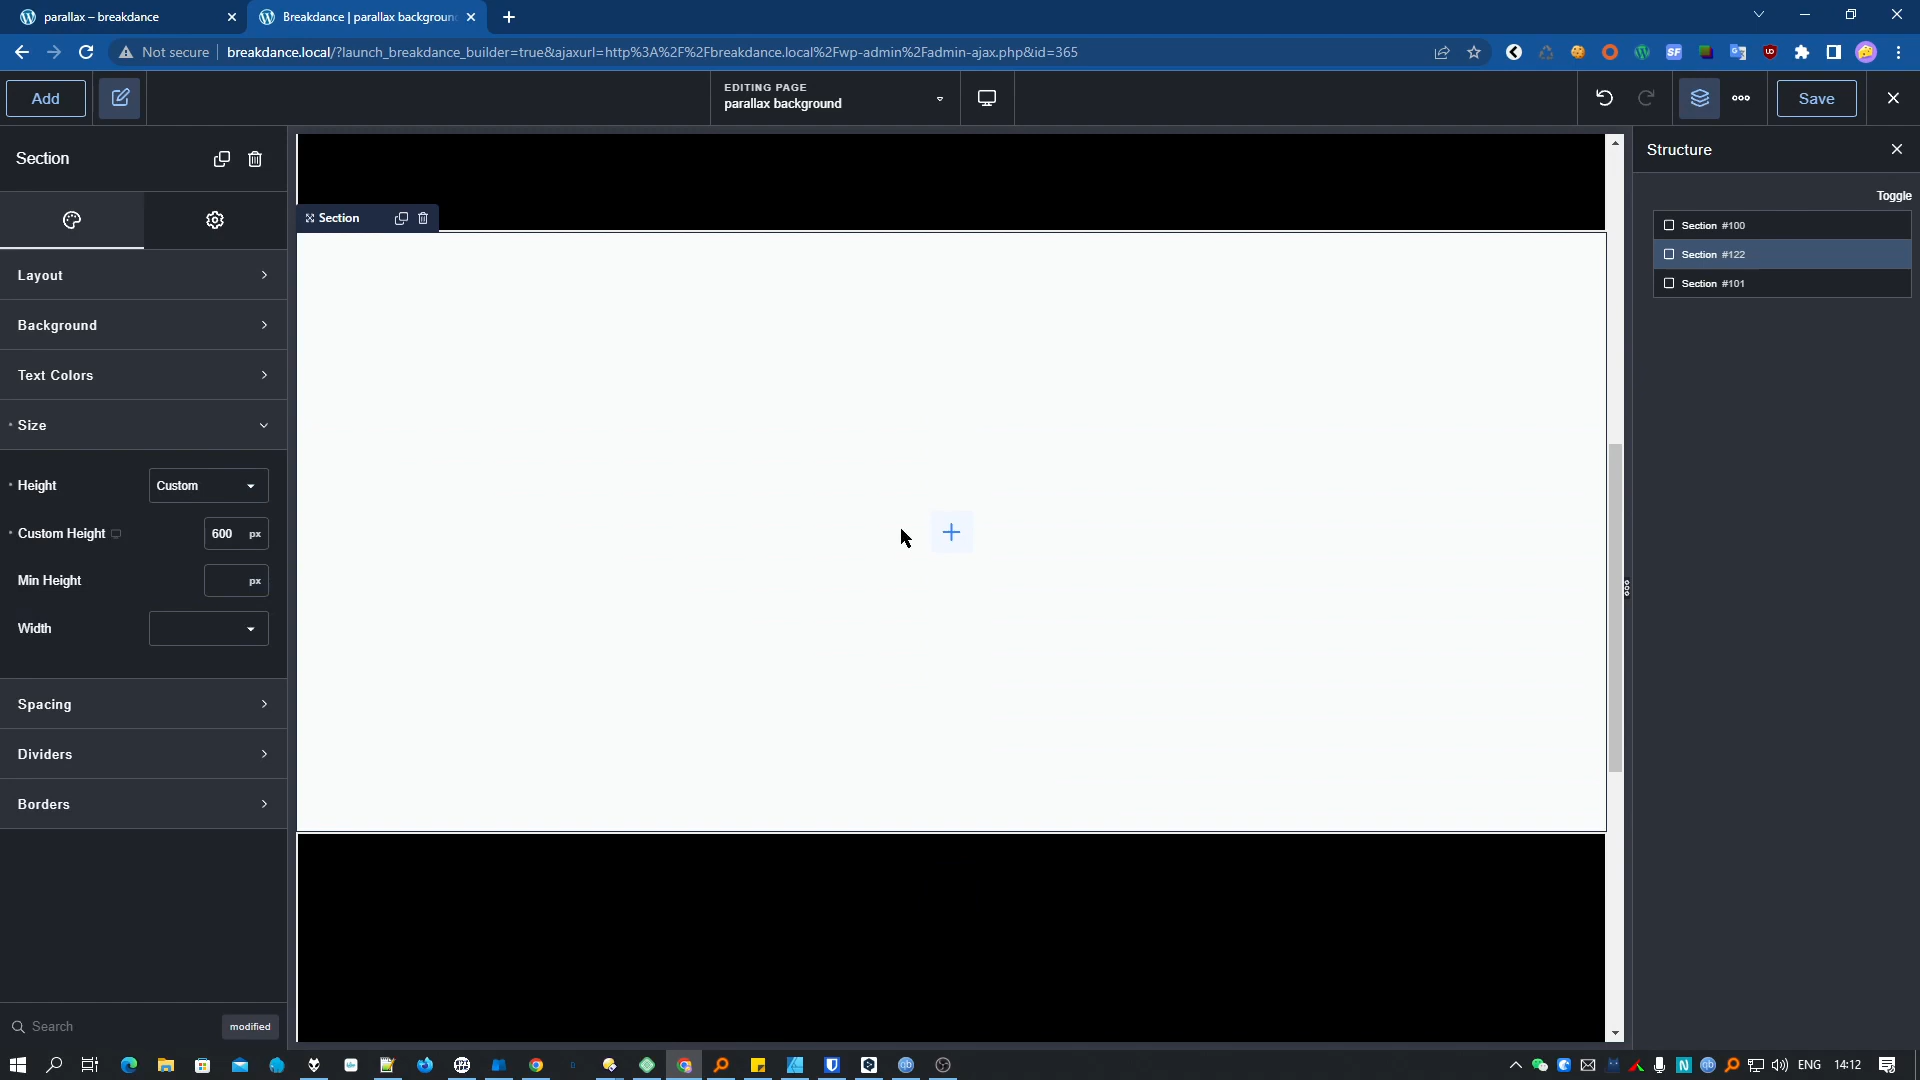 parallax – breakdance
Breakdance | parallax backgroun
Not secure
breakdance.local/?launch_breakdance_builder=true&ajaxurl=http%3A%2F%2Fbreakdance.local%2Fwp-admin%2Fadmin-ajax.php&id=365
Add
EDITING PAGE
parallax background
Save
Section
Structure
Toggle
Section
Section #100
Section #122
Section #101
Layout
Background
Text Colors
Size
Height
Custom
Custom Height
600 px
Min Height
px
Width
Spacing
Dividers
Borders
Search
modified
ENG
14:12